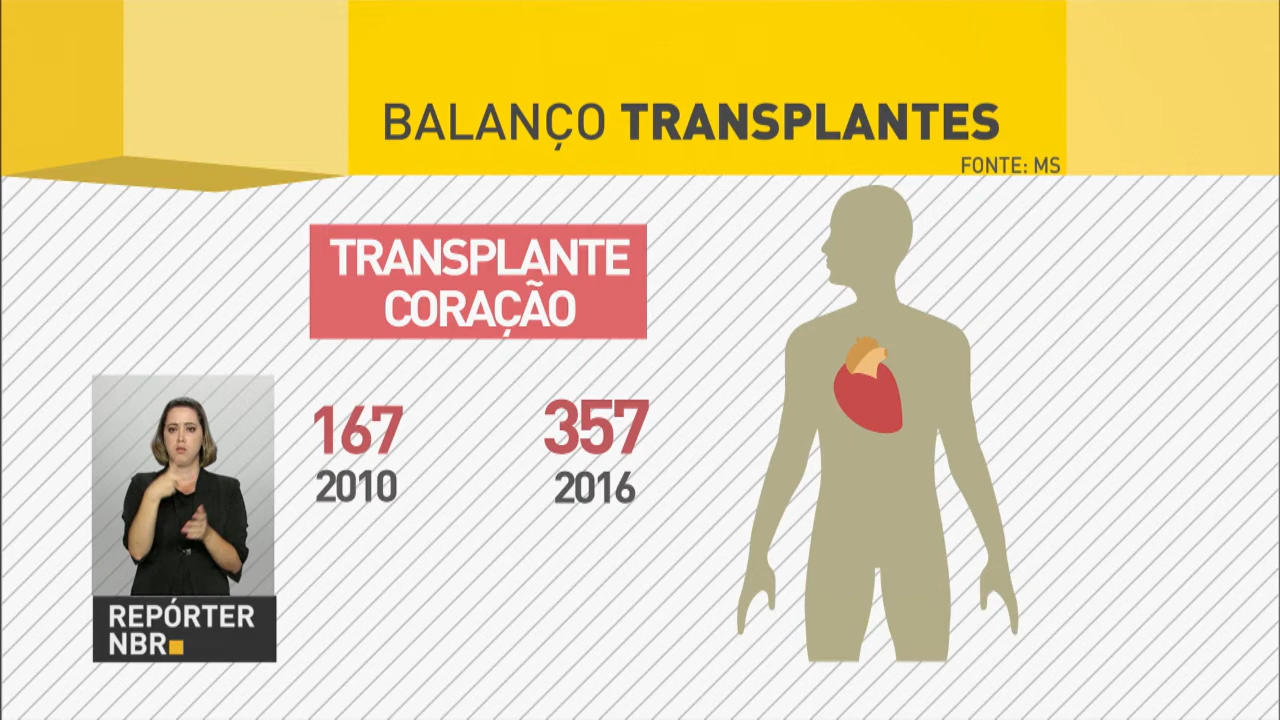 BALANÇO TRANSPLANTES
FONTE: MS
TRANSPLANTE
CORAÇÃO
167
2010
357
2016
REPÓRTER
NBR